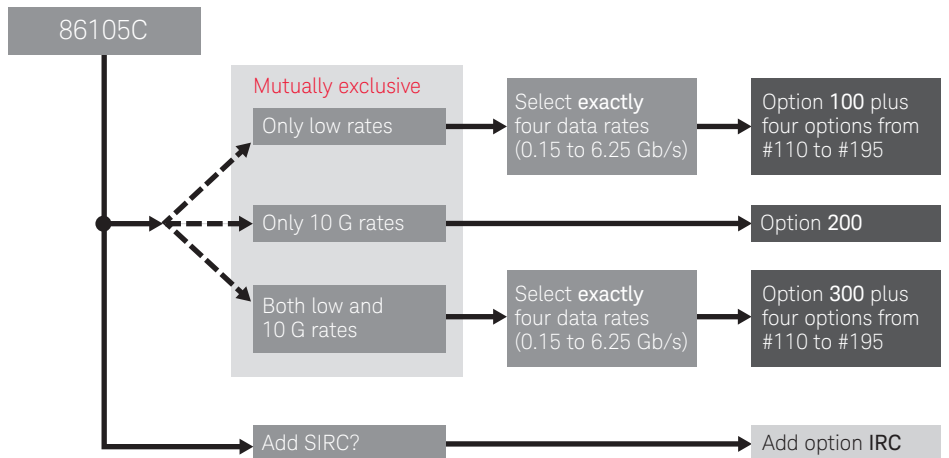 86105C
Mutually exclusive
Only low rates
Select exactly
four data rates
(0.15 to 6.25 Gb/s)
Option 100 plus
four options from
#110 to #195
Only 10 G rates
Option 200
Both low and
10 G rates
Select exactly
four data rates
(0.15 to 6.25 Gb/s)
Option 300 plus
four options from
#110 to #195
Add SIRC?
Add option IRC